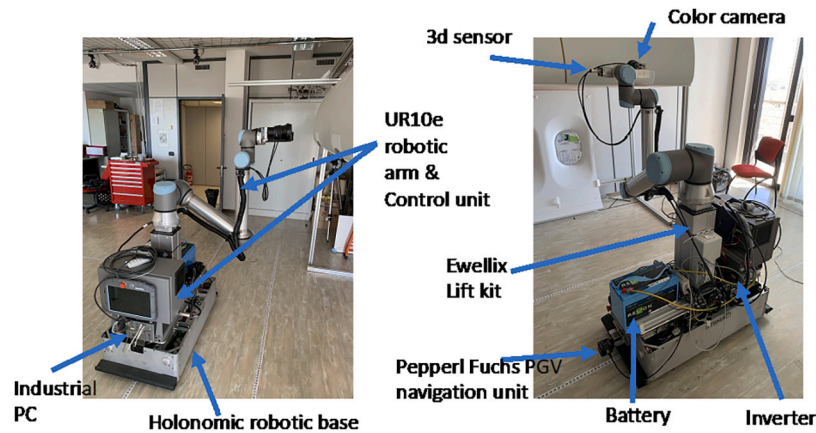 Color camera
3d sensor
UR10e
robotic
arm &
Control unit
Ewellix
Lift kit
Pepperl Fuchs PGV
navigation unit
Industrial
PC
Holonomic robotic base
Battery
Inverter